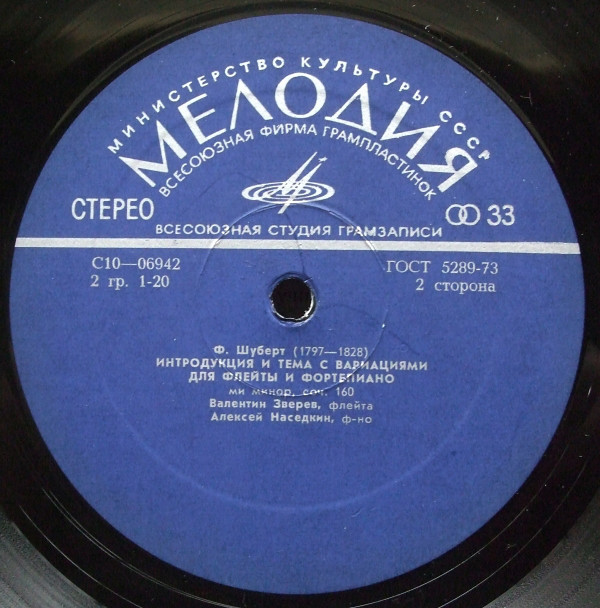 МИНИСТЕРСТВО КУЛЬТУРЫ СССР
МЕЛОДИЯ
ВСЕСОЮЗНАЯ ФИРМА ГРАМПЛАСТИНОК
СТЕРЕО
33
ВСЕСОЮЗНАЯ СТУДИЯ ГРАМЗАПИСИ
С10—06942
ГОСТ 5289-73
2 гр. 1-20
2 сторона
Ф. Шуберт (1797—1828)
ИНТРОДУКЦИЯ И ТЕМА С ВАРИАЦИЯМИ
ДЛЯ ФЛЕЙТЫ И ФОРТЕПИАНО
ми минор, соч. 160
Валентин Зверев, флейта
Алексей Наседкин, ф-но